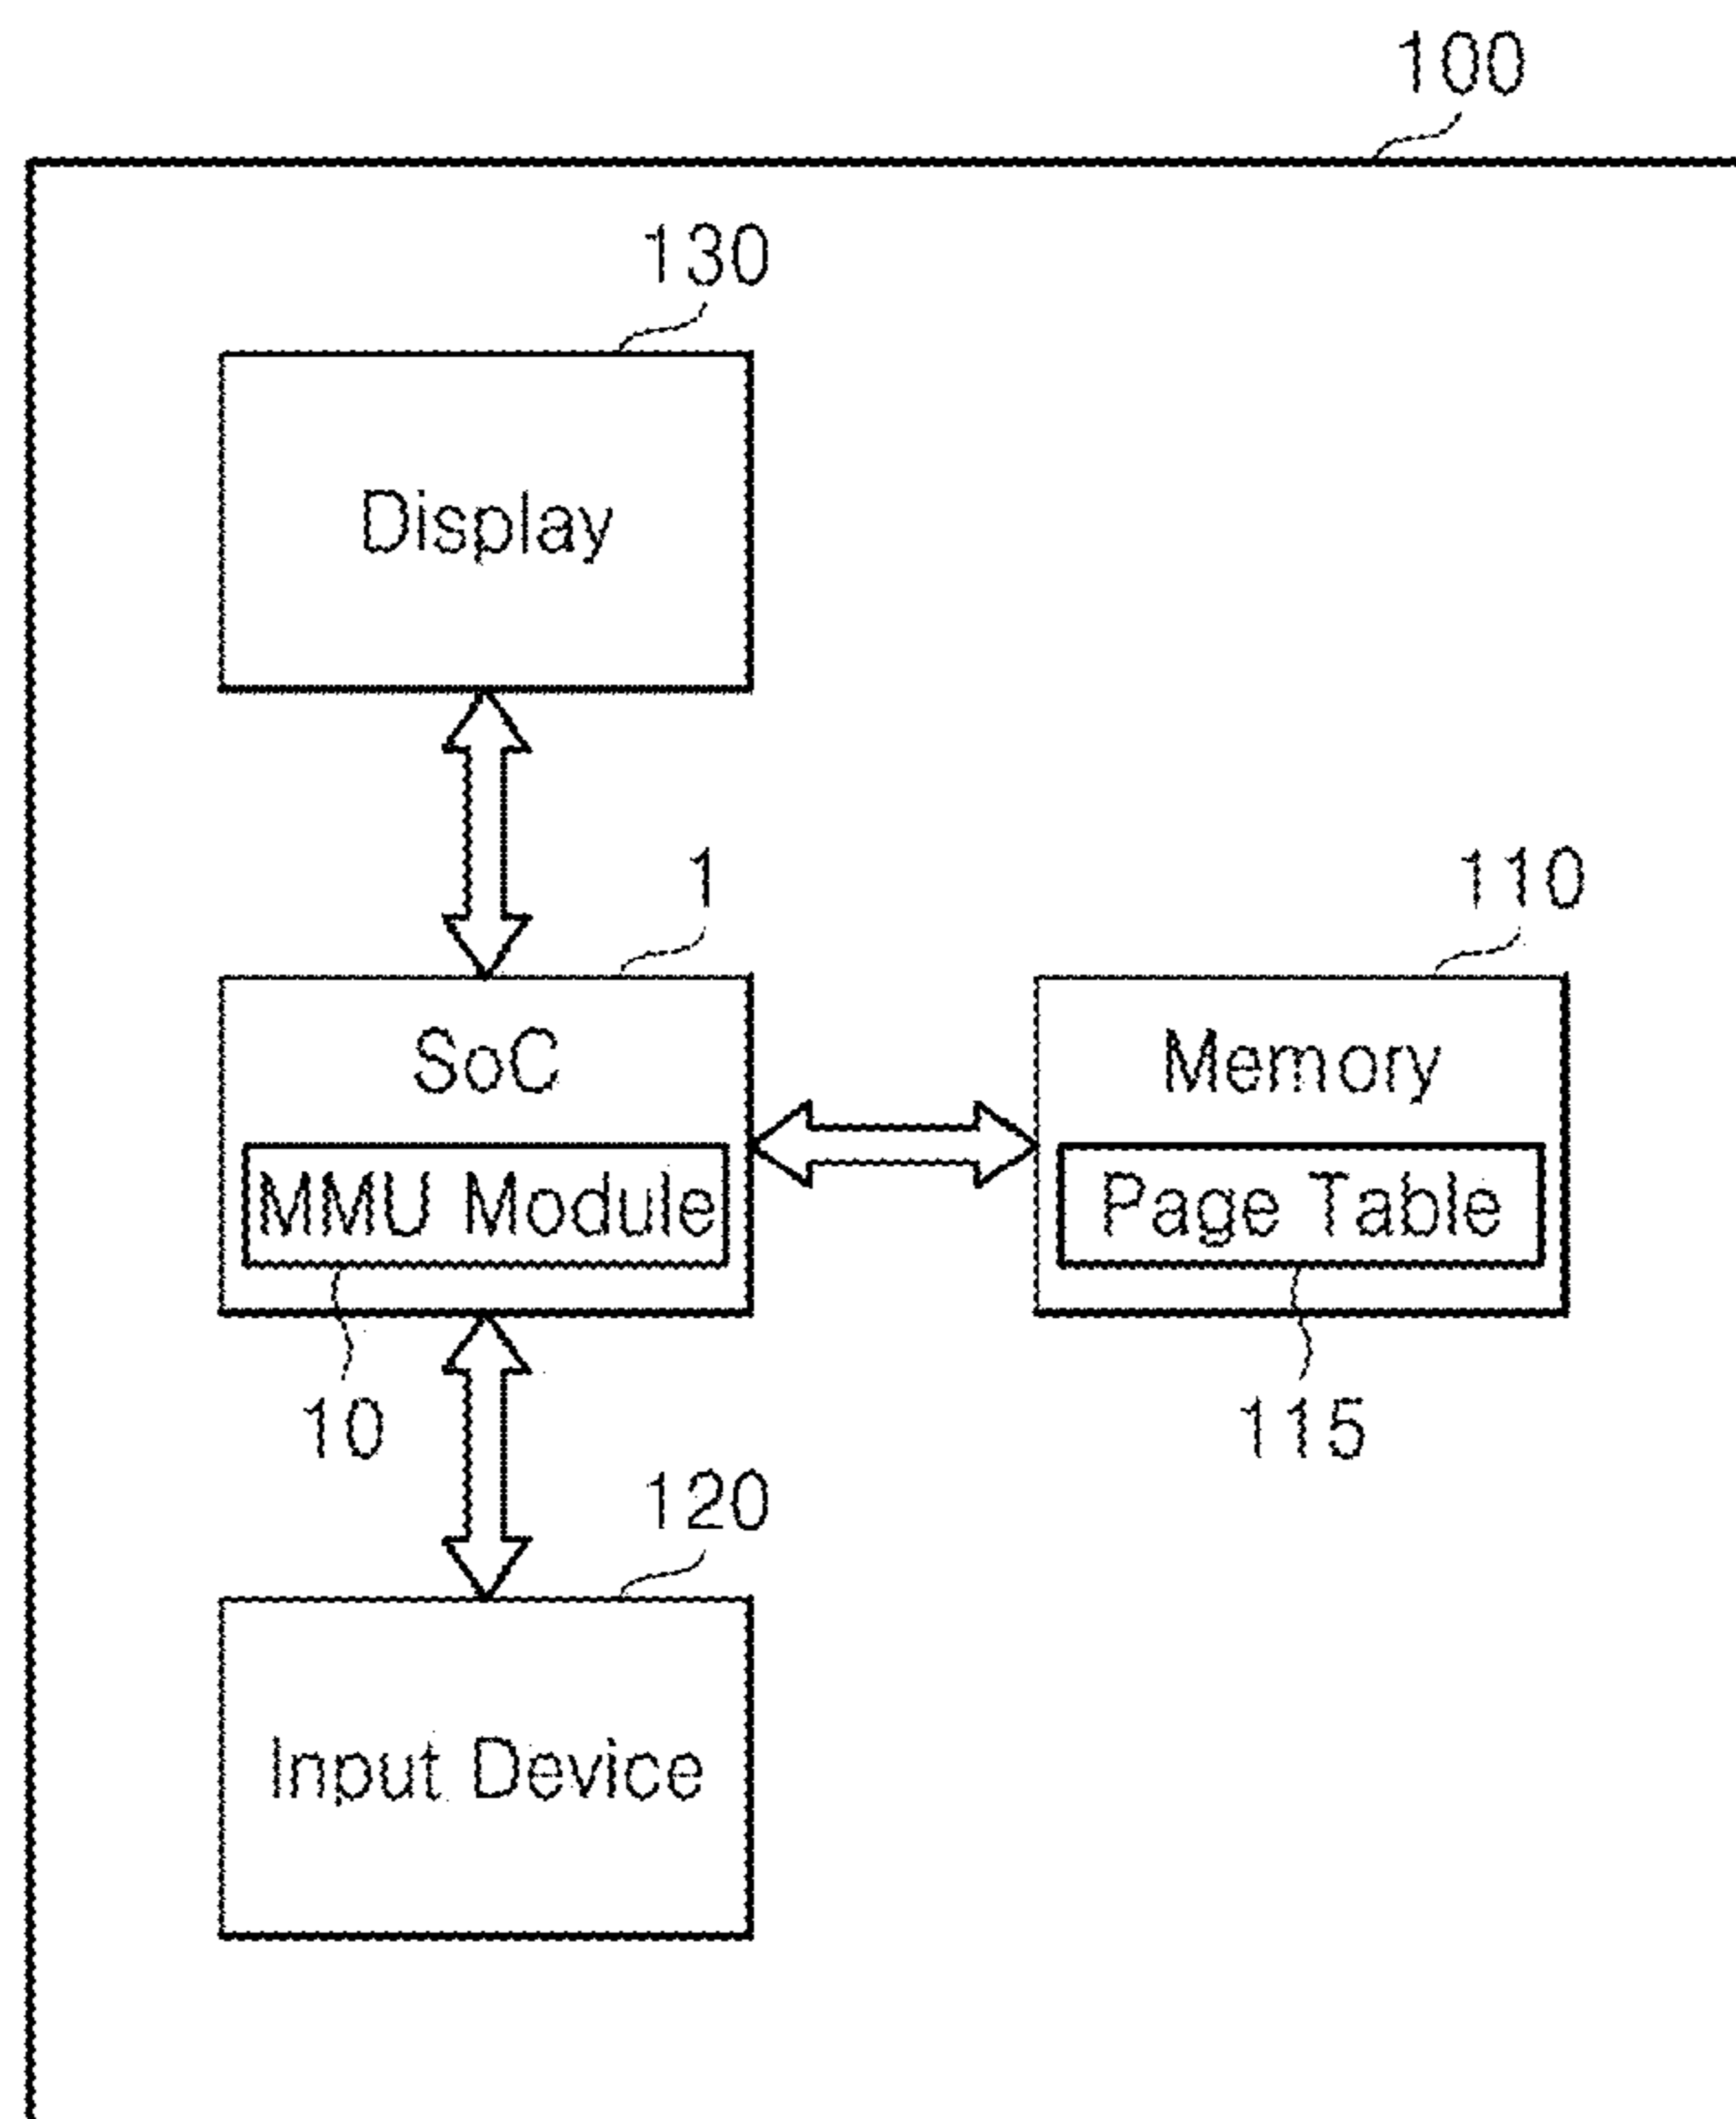 100
130
Display
1
110
SoC
Memory
MMU Module
Page Table
10
115
120
Input Device